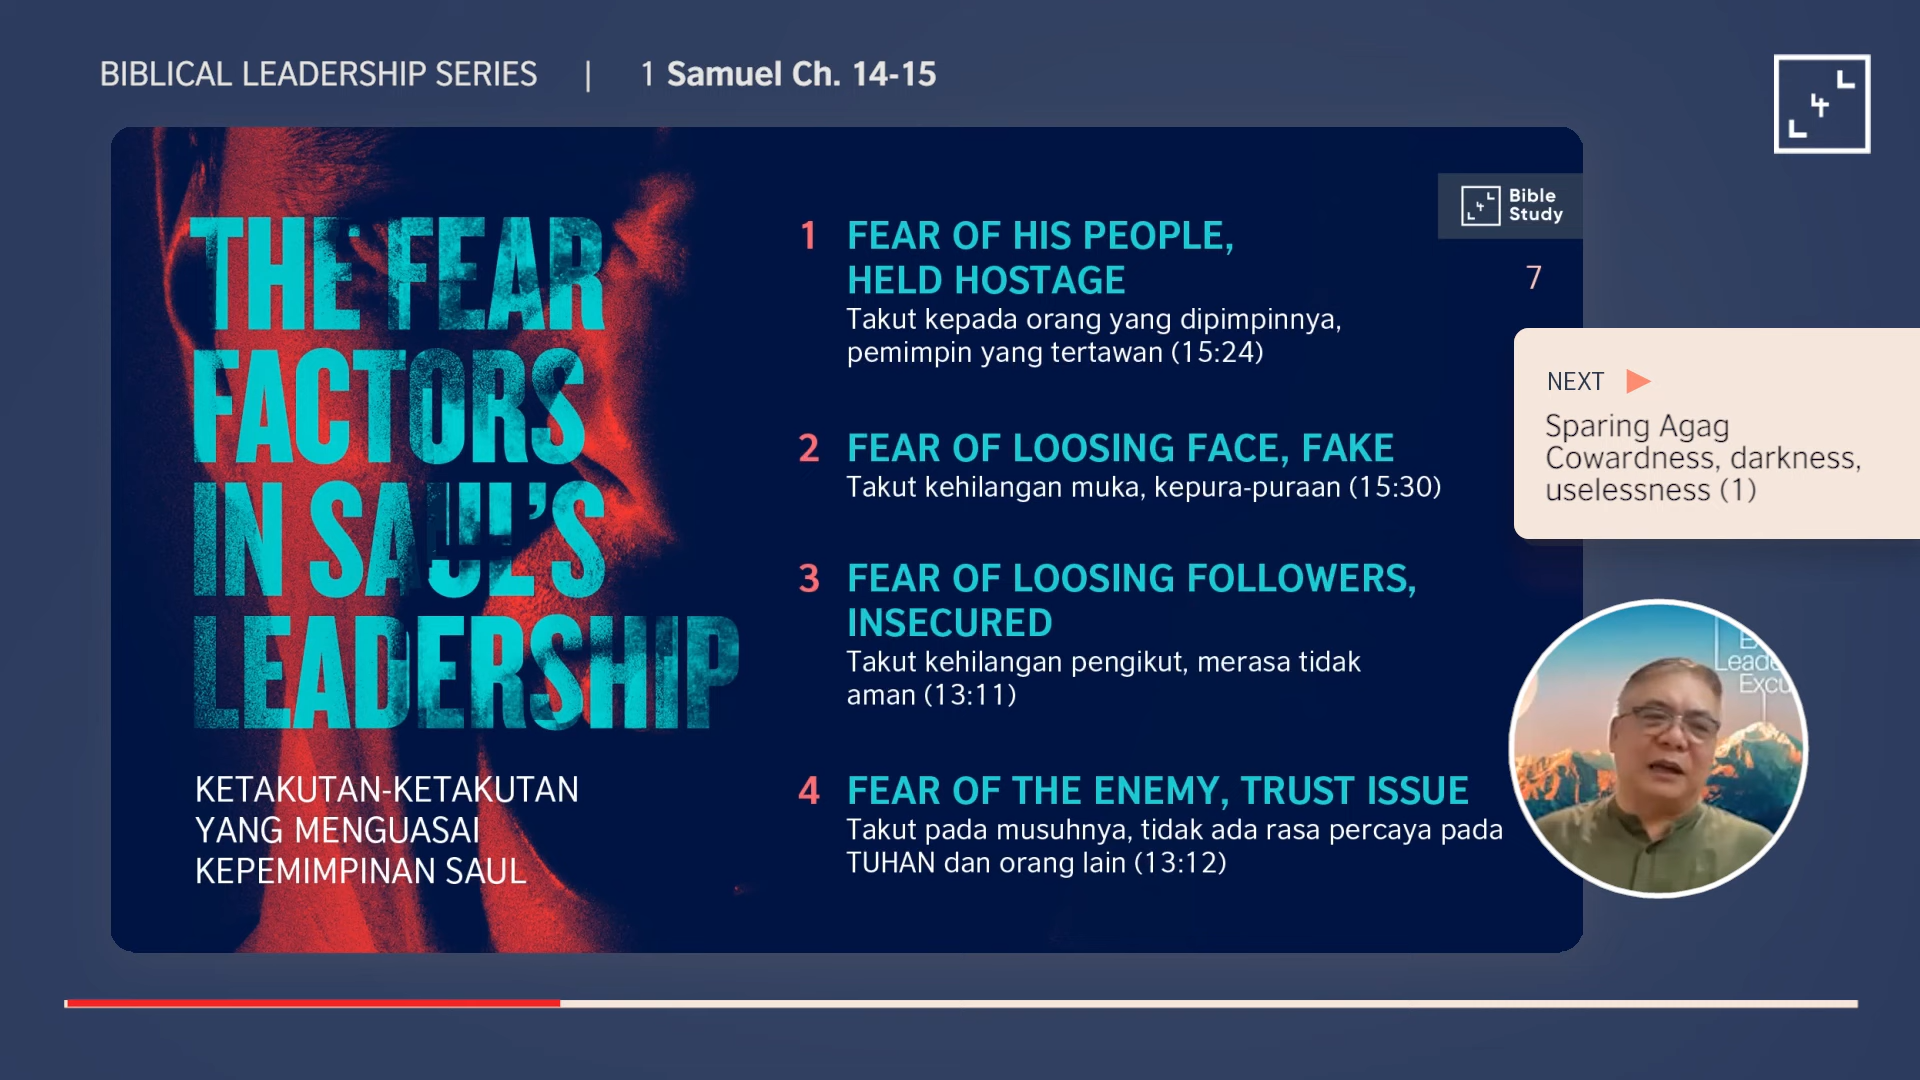 BIBLICAL LEADERSHIP SERIES | 1 Samuel Ch. 14-15
THE FEAR
FACTORS
IN SAUL'S
LEADERSHIP
KETAKUTAN-KETAKUTAN
YANG MENGUASAI
KEPEMIMPINAN SAUL
1 FEAR OF HIS PEOPLE,
HELD HOSTAGE
Takut kepada orang yang dipimpinnya,
pemimpin yang tertawan (15:24)
2 FEAR OF LOOSING FACE, FAKE
Takut kehilangan muka, kepura-puraan (15:30)
3 FEAR OF LOOSING FOLLOWERS,
INSECURED
Takut kehilangan pengikut, merasa tidak
aman (13:11)
4 FEAR OF THE ENEMY, TRUST ISSUE
Takut pada musuhnya, tidak ada rasa percaya pada
TUHAN dan orang lain (13:12)
Bible
Study
7
NEXT
Sparing Agag
Cowardness, darkness,
uselessness (1)